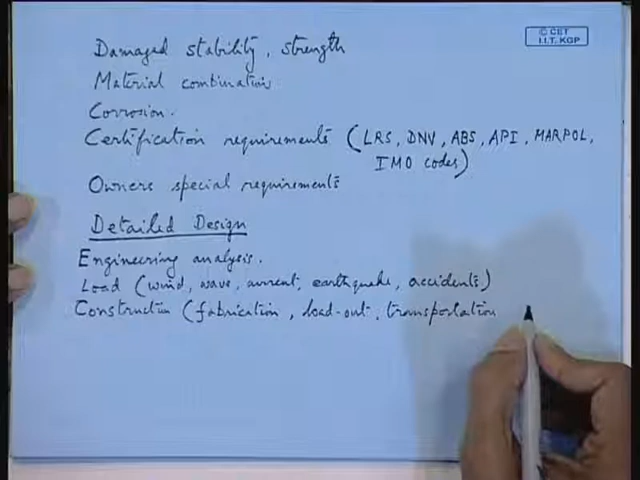 © CET
I.I.T. KGP
Damaged stability, strength
Material combination
Corrosion.
Certification requirements (LRS, DNV, ABS, API, MARPOL,
IMO codes)
Owners special requirements
Detailed Design
Engineering analysis.
Load (wind, wave, current, earthquake, accidents)
Construction (fabrication, load-out, transportation